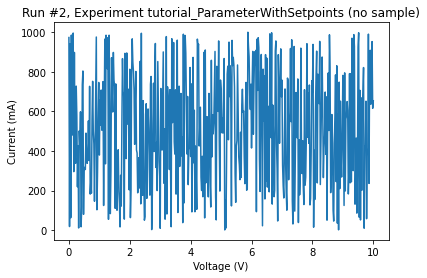 Run #2, Experiment tutorial_ParameterWithSetpoints (no sample)
1000
800
600
400
200
0
Current (mA)
0 2 4 6 8 10
Voltage (V)